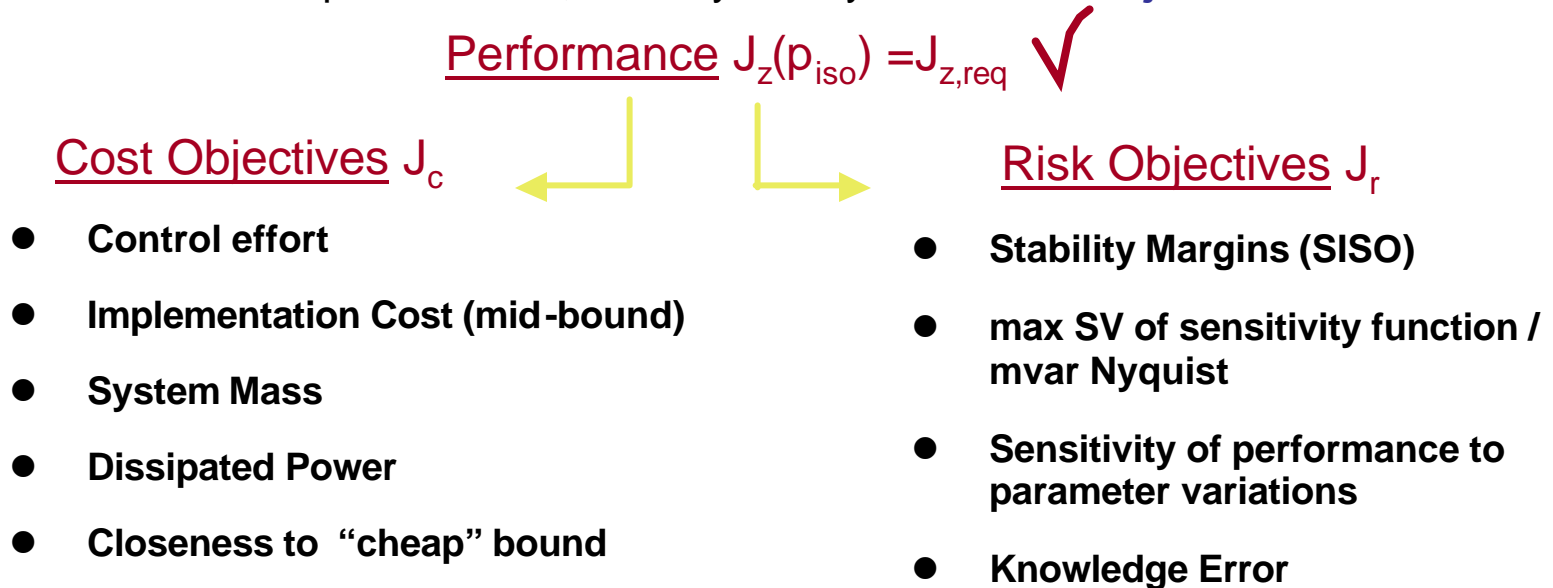 Performance J_z(p_iso) =J_z,req
Cost Objectives J_c
● Control effort
● Implementation Cost (mid-bound)
● System Mass
● Dissipated Power
● Closeness to “cheap” bound
Risk Objectives J_r
● Stability Margins (SISO)
● max SV of sensitivity function /
mvar Nyquist
● Sensitivity of performance to
parameter variations
● Knowledge Error